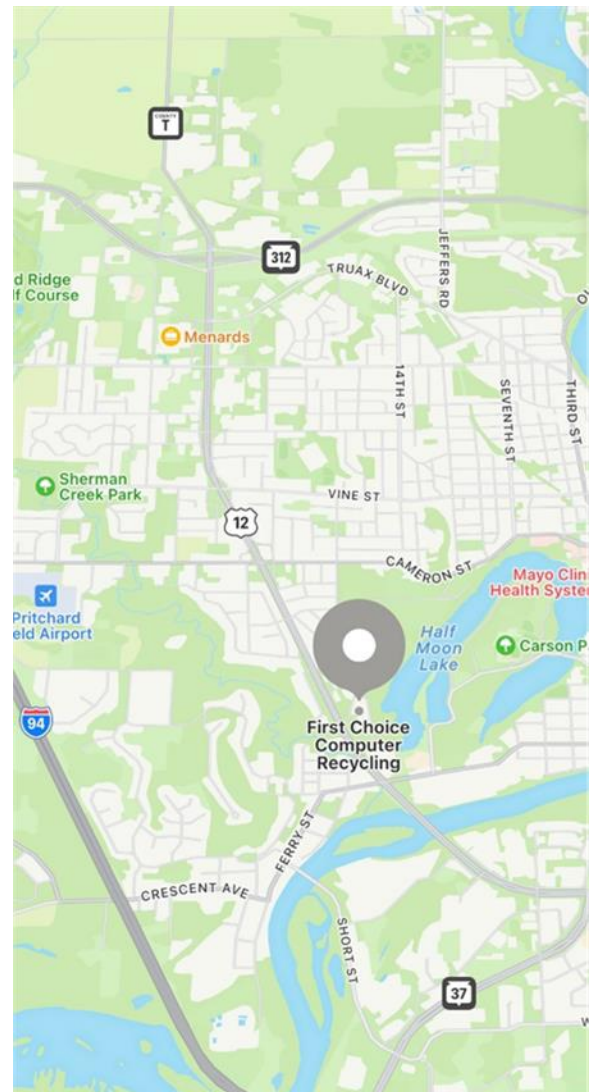 COUNTY
T
312
JEFFERS RD
TRUAX BLVD
d Ridge
lf Course
Menards
14TH ST
SEVENTH ST
THIRD ST
Sherman
Creek Park
VINE ST
12
CAMERON ST
Mayo Clini
Health Syste
Pritchard
eld Airport
Half
Moon
Lake
Carson P
94
First Choice
Computer
Recycling
FERRY ST
CRESCENT AVE
SHORT ST
37
W